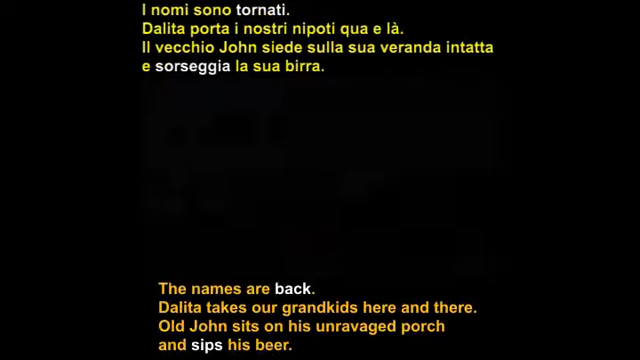 I nomi sono tornati.
Dalita porta i nostri nipoti qua e là.
Il vecchio John siede sulla sua veranda intatta
e sorseggia la sua birra.
The names are back.
Dalita takes our grandkids here and there.
Old John sits on his unravaged porch
and sips his beer.